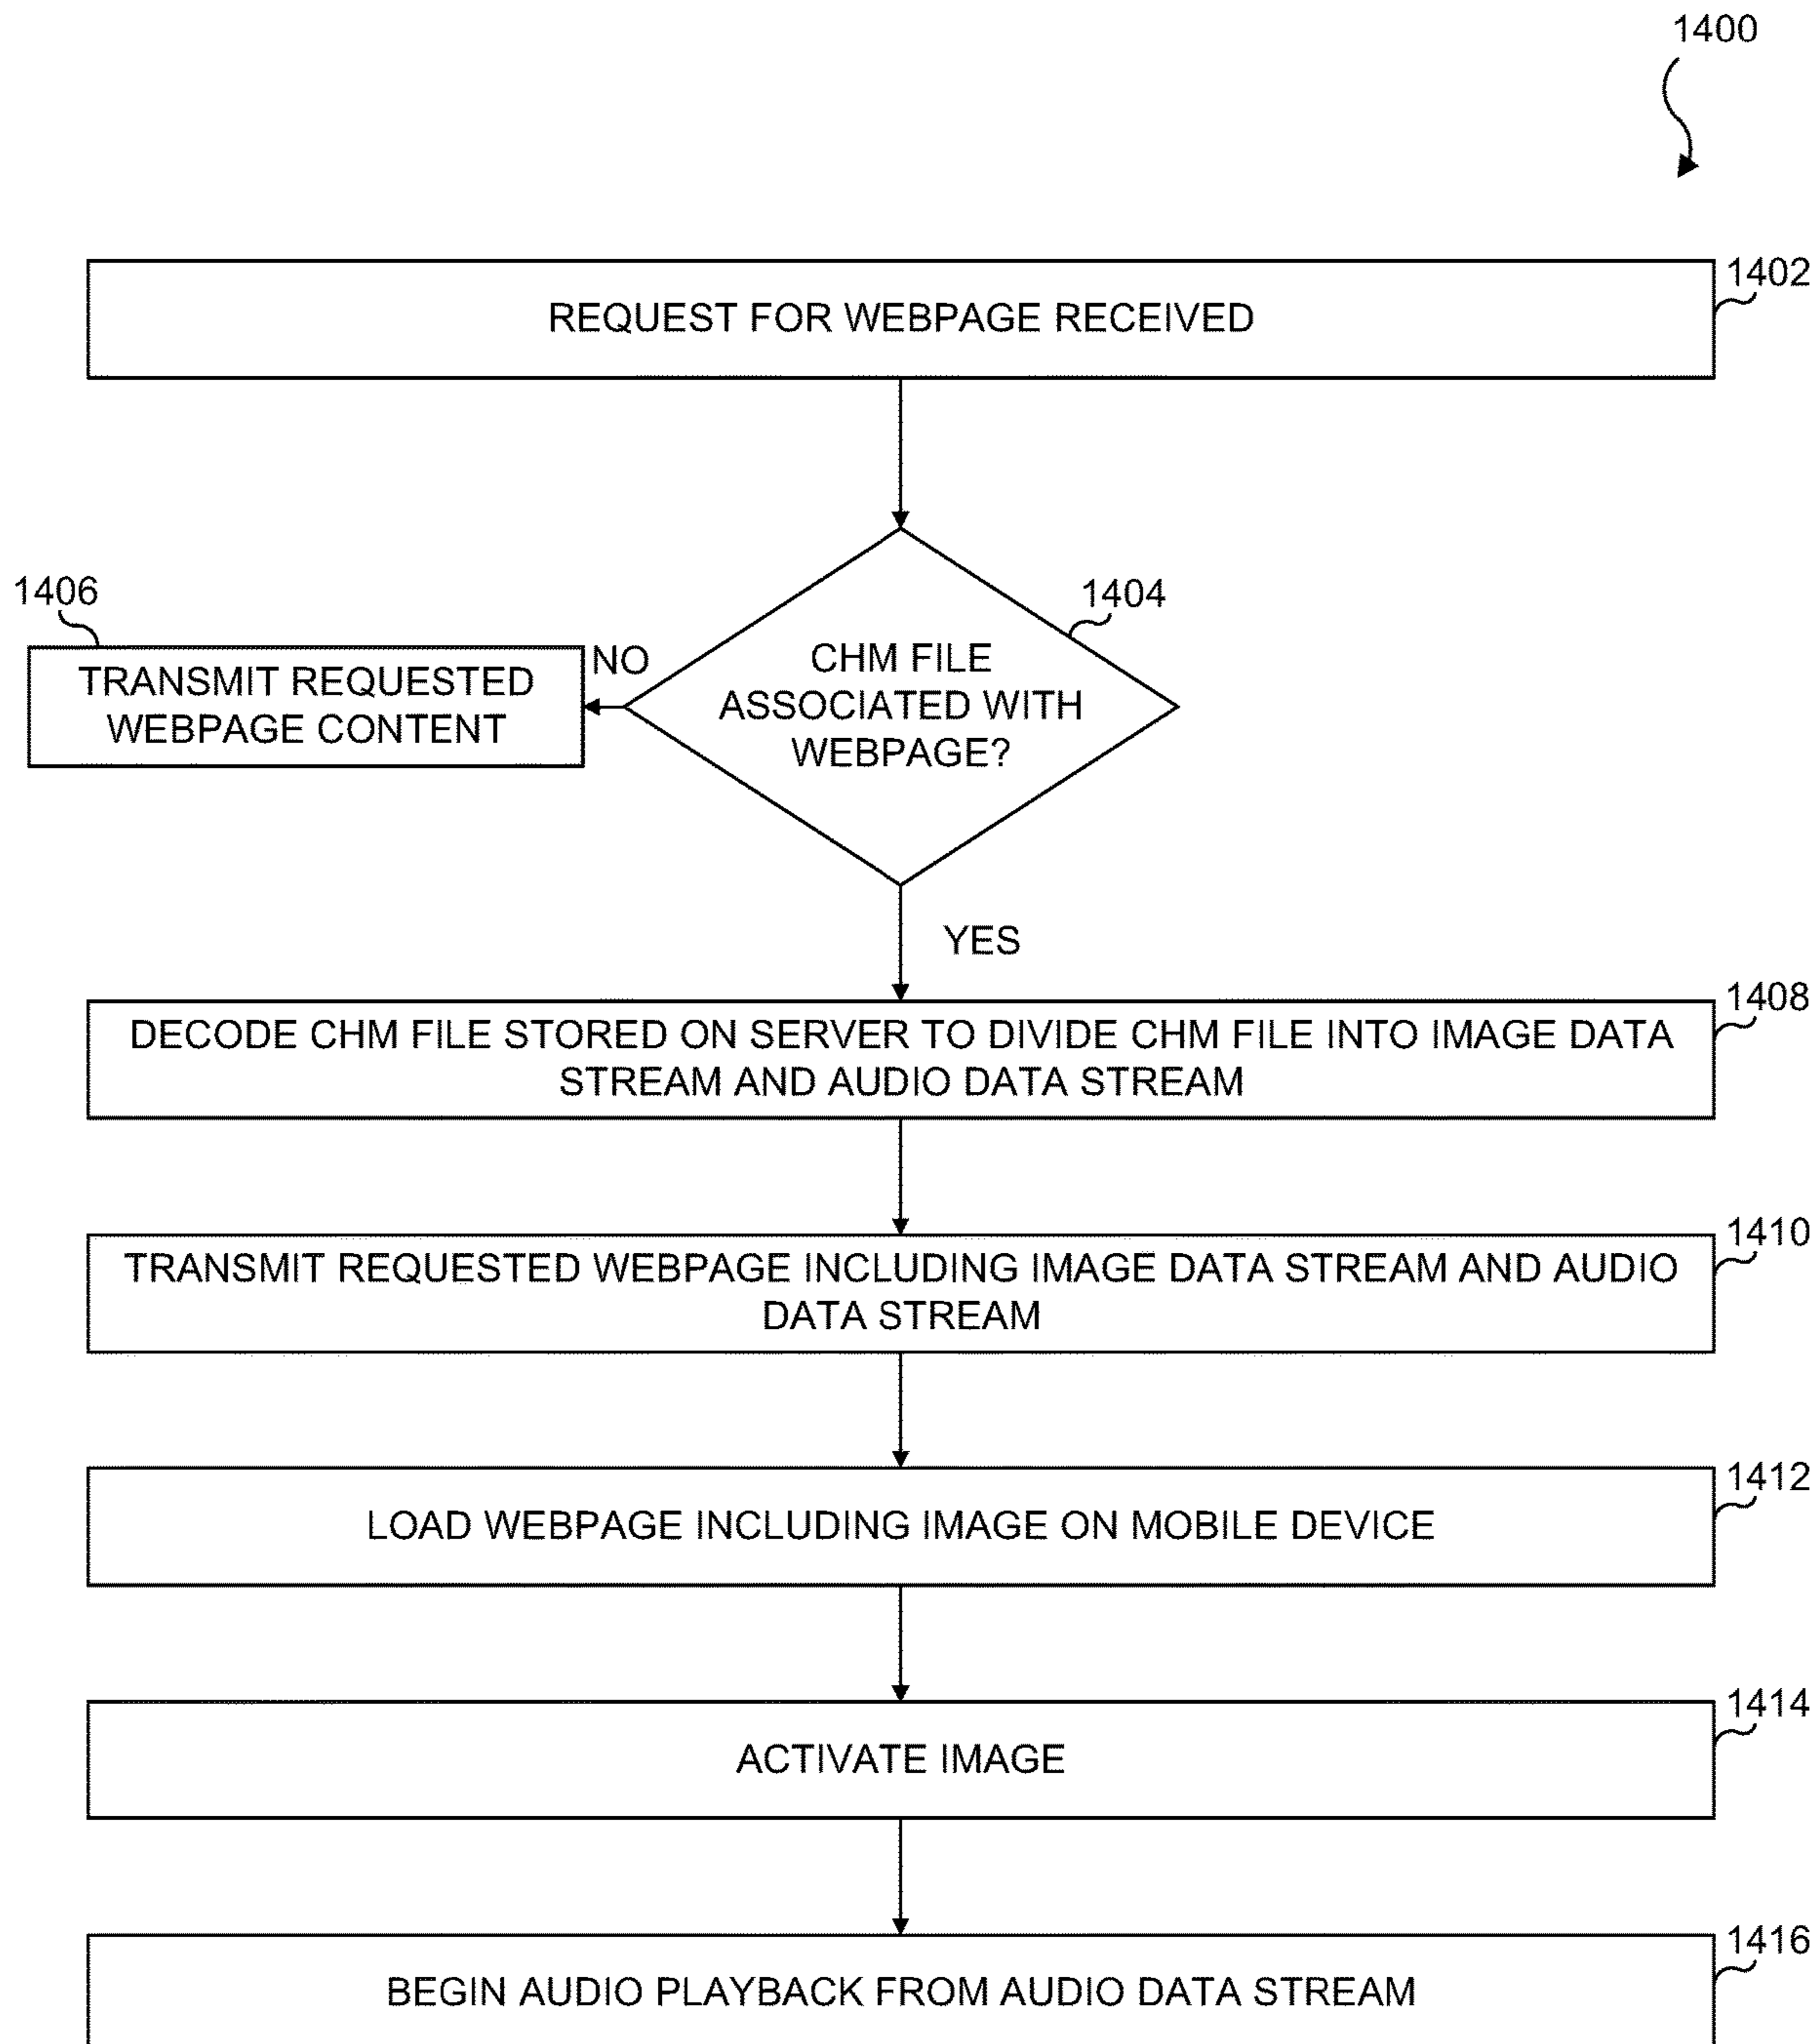 1400
1402
REQUEST FOR WEBPAGE RECEIVED
1404
CHM FILE
ASSOCIATED WITH
WEBPAGE?
1406
NO
TRANSMIT REQUESTED
WEBPAGE CONTENT
YES
1408
DECODE CHM FILE STORED ON SERVER TO DIVIDE CHM FILE INTO IMAGE DATA
STREAM AND AUDIO DATA STREAM
1410
TRANSMIT REQUESTED WEBPAGE INCLUDING IMAGE DATA STREAM AND AUDIO
DATA STREAM
1412
LOAD WEBPAGE INCLUDING IMAGE ON MOBILE DEVICE
1414
ACTIVATE IMAGE
1416
BEGIN AUDIO PLAYBACK FROM AUDIO DATA STREAM